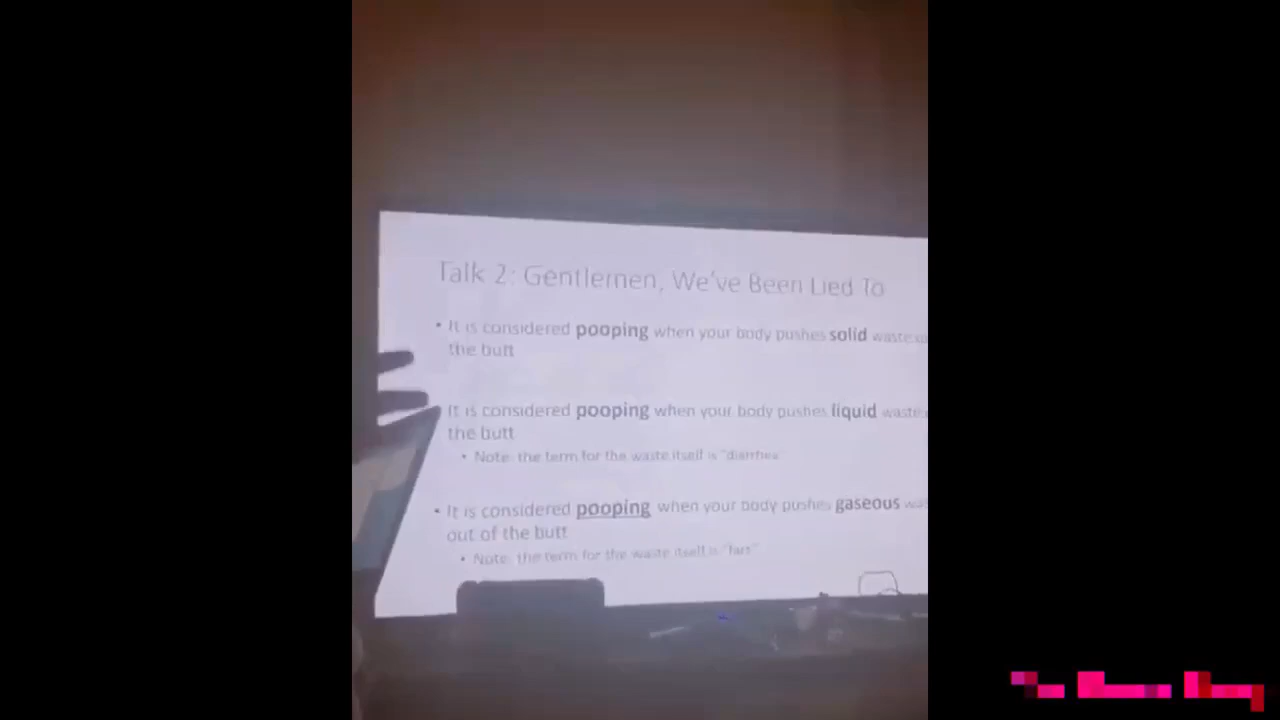 Talk 2: Gentlemen, We've Been Lied To
• It is considered pooping when your body pushes solid waste
the butt
It is considered pooping when your body pushes liquid waste
the butt
• Note: the term for the waste itself is "diarrhea"
• It is considered pooping when your body pushes gaseous
out of the butt
• Note: the term for the waste itself is "fart"